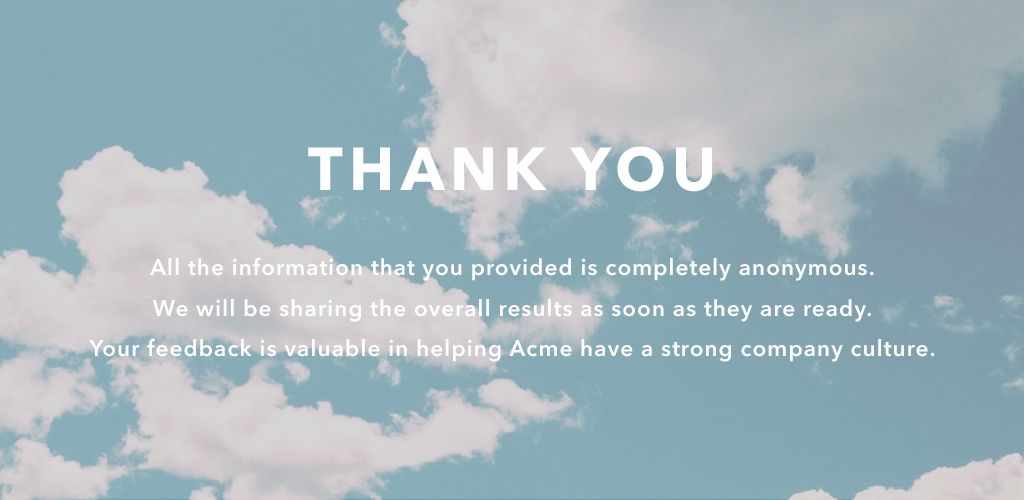 THANK YOU
All the information that you provided is completely anonymous.
We will be sharing the overall results as soon as they are ready.
Your feedback is valuable in helping Acme have a strong company culture.